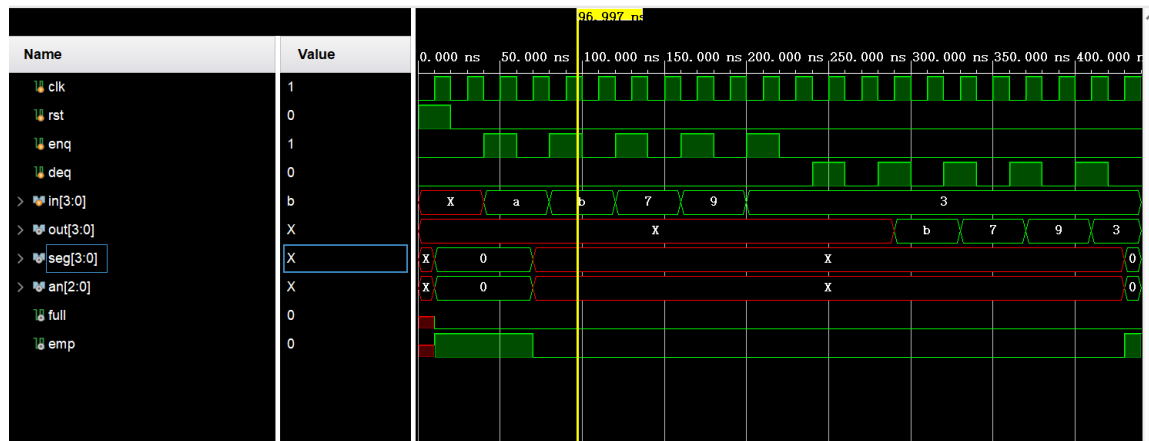 96.997 ns
Name Value
0.000 ns 50.000 ns 100.000 ns 150.000 ns 200.000 ns 250.000 ns 300.000 ns 350.000 ns 400.000 n
clk 1
rst 0
enq 1
deq 0
in[3:0] b X a b 7 9 3
out[3:0] X X b 7 9 3
seg[3:0] X X 0 X 0
an[2:0] X X 0 X 0
full 0
emp 0